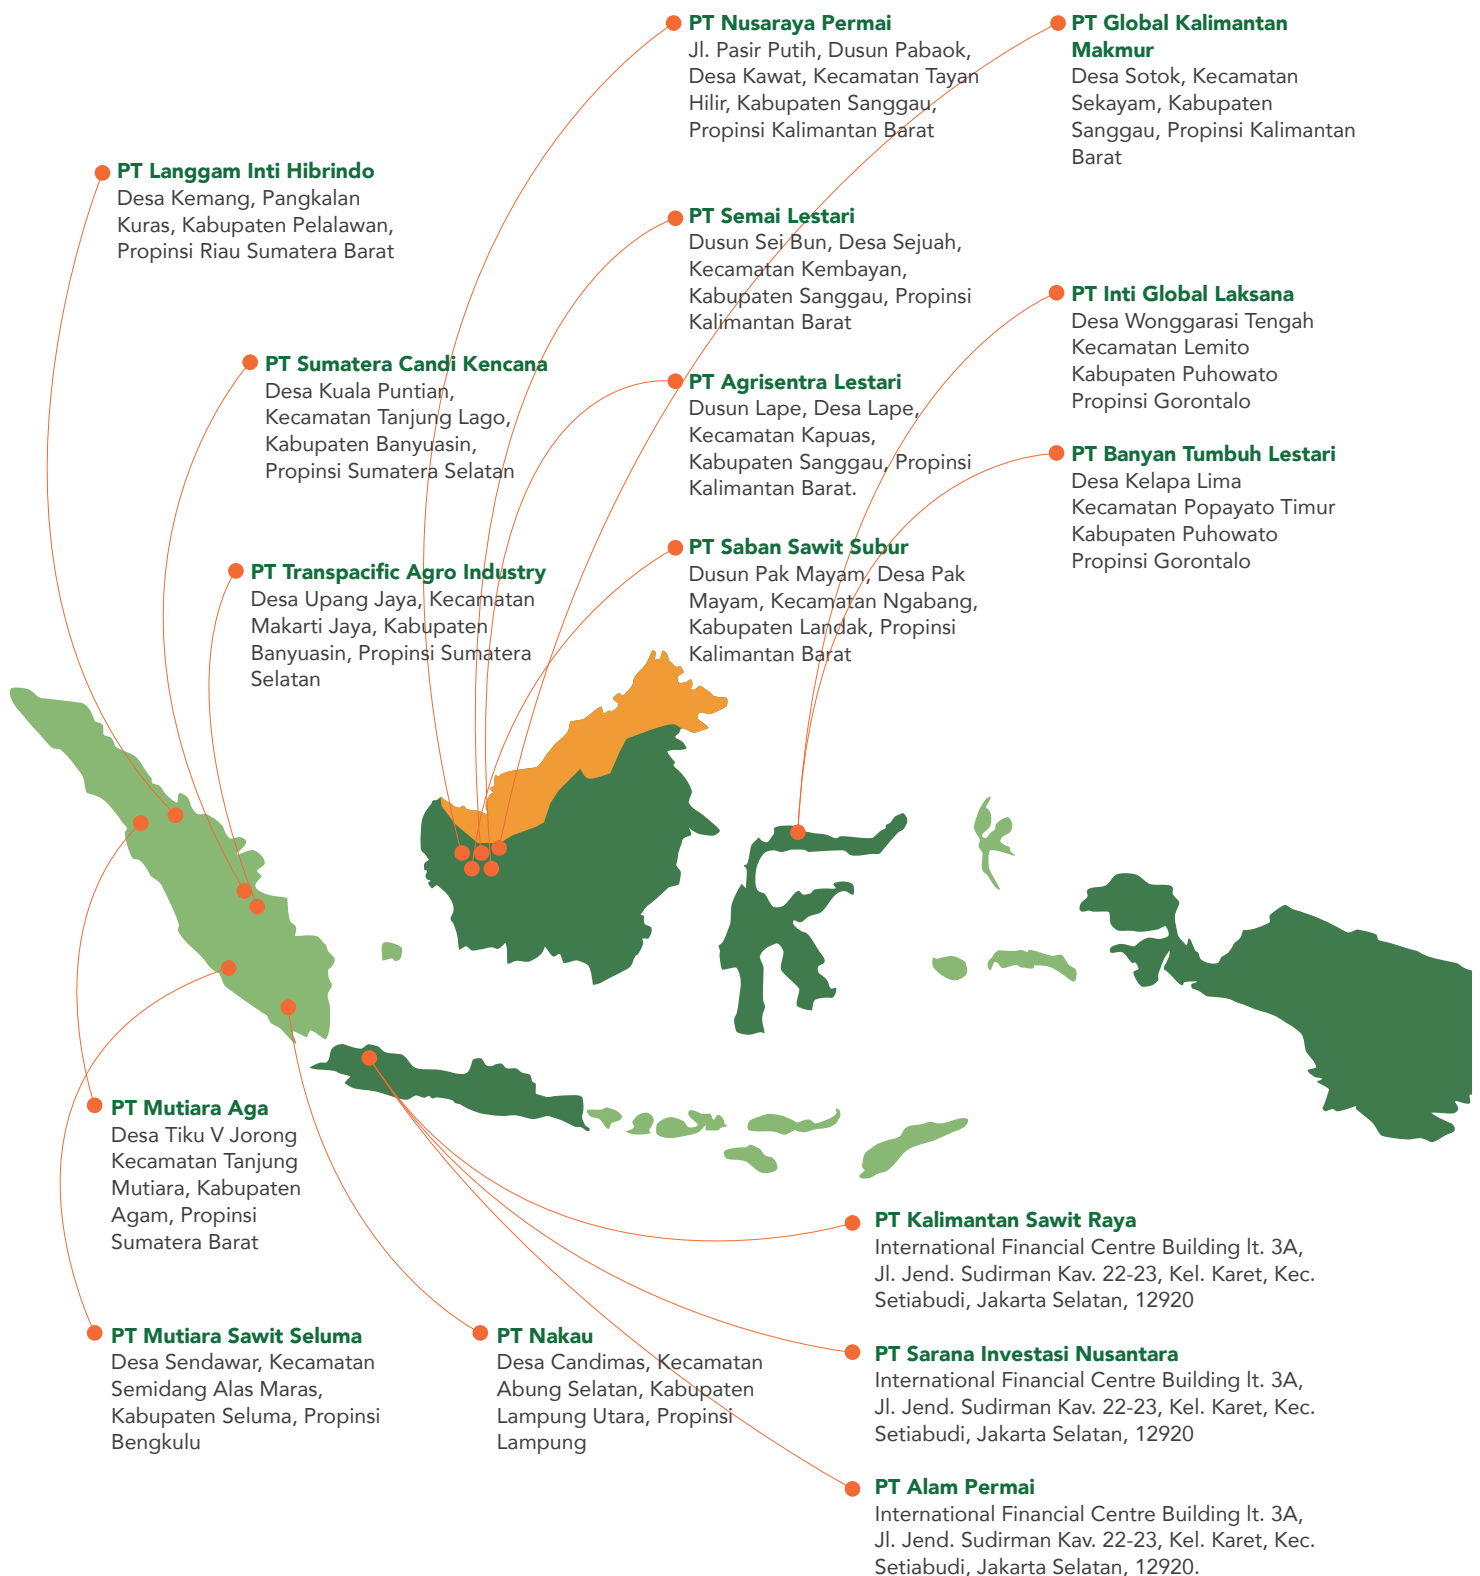 PT Nusaraya Permai
Jl. Pasir Putih, Dusun Pabaok,
Desa Kawat, Kecamatan Tayan
Hilir, Kabupaten Sanggau,
Propinsi Kalimantan Barat
PT Global Kalimantan
Makmur
Desa Sotok, Kecamatan
Sekayam, Kabupaten
Sanggau, Propinsi Kalimantan
Barat
PT Langgam Inti Hibrindo
Desa Kemang, Pangkalan
Kuras, Kabupaten Pelalawan,
Propinsi Riau Sumatera Barat
PT Semai Lestari
Dusun Sei Bun, Desa Sejuah,
Kecamatan Kembayan,
Kabupaten Sanggau, Propinsi
Kalimantan Barat
PT Inti Global Laksana
Desa Wonggarasi Tengah
Kecamatan Lemito
Kabupaten Puhowato
Propinsi Gorontalo
PT Sumatera Candi Kencana
Desa Kuala Puntian,
Kecamatan Tanjung Lago,
Kabupaten Banyuasin,
Propinsi Sumatera Selatan
PT Agrisentra Lestari
Dusun Lape, Desa Lape,
Kecamatan Kapuas,
Kabupaten Sanggau, Propinsi
Kalimantan Barat.
PT Banyan Tumbuh Lestari
Desa Kelapa Lima
Kecamatan Popayato Timur
Kabupaten Puhowato
Propinsi Gorontalo
PT Transpacific Agro Industry
Desa Upang Jaya, Kecamatan
Makarti Jaya, Kabupaten
Banyuasin, Propinsi Sumatera
Selatan
PT Saban Sawit Subur
Dusun Pak Mayam, Desa Pak
Mayam, Kecamatan Ngabang,
Kabupaten Landak, Propinsi
Kalimantan Barat
PT Mutiara Aga
Desa Tiku V Jorong
Kecamatan Tanjung
Mutiara, Kabupaten
Agam, Propinsi
Sumatera Barat
PT Kalimantan Sawit Raya
International Financial Centre Building lt. 3A,
Jl. Jend. Sudirman Kav. 22-23, Kel. Karet, Kec.
Setiabudi, Jakarta Selatan, 12920
PT Mutiara Sawit Seluma
Desa Sendawar, Kecamatan
Semidang Alas Maras,
Kabupaten Seluma, Propinsi
Bengkulu
PT Nakau
Desa Candimas, Kecamatan
Abung Selatan, Kabupaten
Lampung Utara, Propinsi
Lampung
PT Sarana Investasi Nusantara
International Financial Centre Building lt. 3A,
Jl. Jend. Sudirman Kav. 22-23, Kel. Karet, Kec.
Setiabudi, Jakarta Selatan, 12920
PT Alam Permai
International Financial Centre Building lt. 3A,
Jl. Jend. Sudirman Kav. 22-23, Kel. Karet, Kec.
Setiabudi, Jakarta Selatan, 12920.